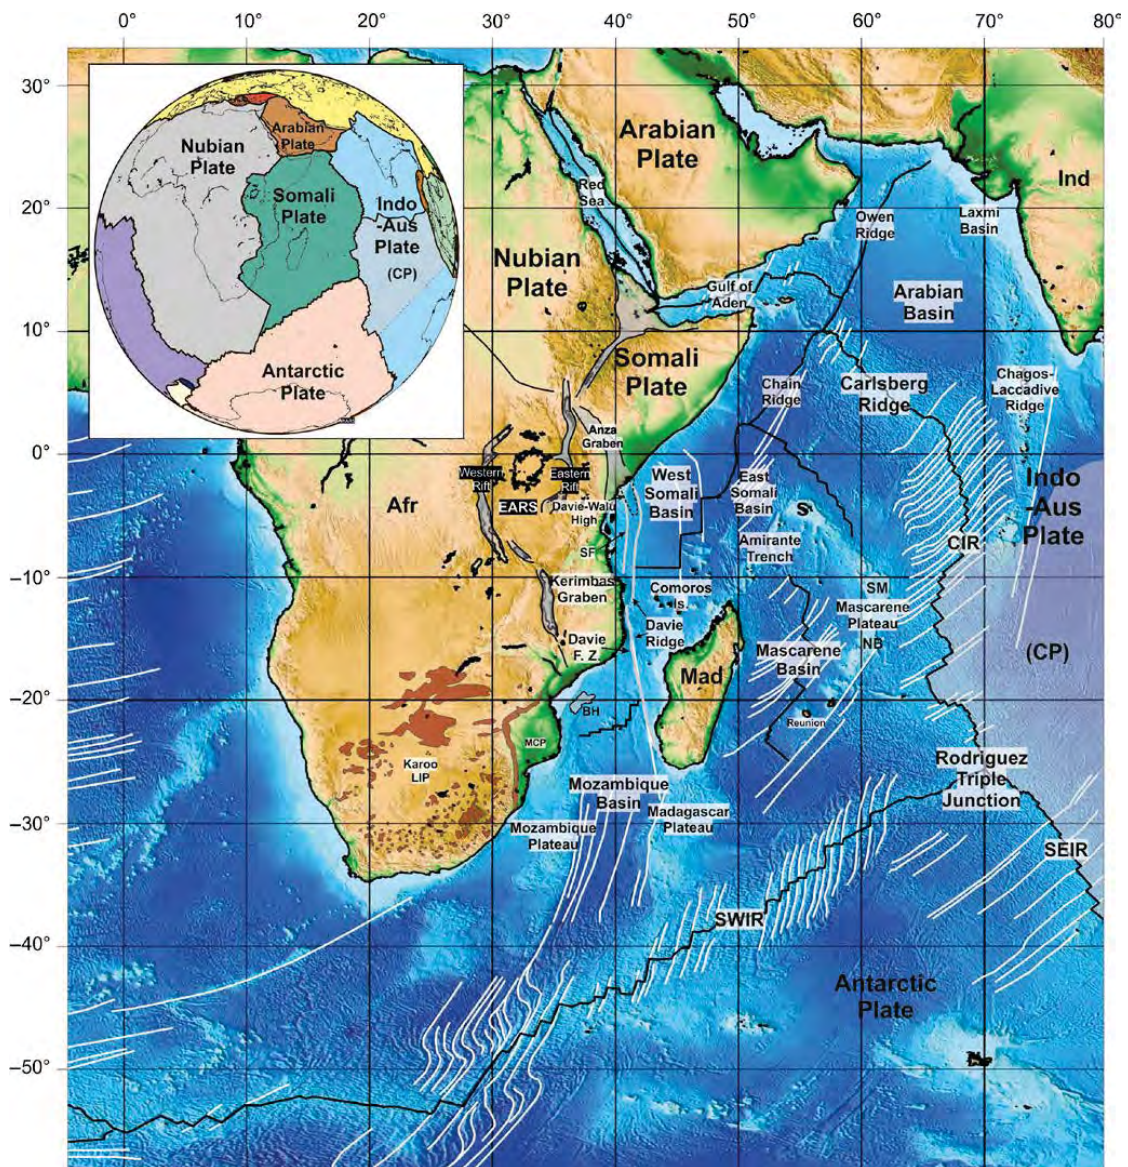 0°
10°
20°
30°
40°
50°
60°
70°
80°
30°
20°
10°
0°
−10°
−20°
−30°
−40°
−50°
Nubian
Plate
Arabian
Plate
Somali
Plate
Indo
-Aus
Plate
(CP)
Antarctic
Plate
Arabian
Plate
Red
Sea
Ind
Owen
Ridge
Laxmi
Basin
Nubian
Plate
Gulf of
Aden
Arabian
Basin
Somali
Plate
Chain
Ridge
Carlsberg
Ridge
Chagos-
Laccadive
Ridge
Anza
Graben
Western
Rift
Eastern
Rift
EARS
Afr
Davie-Walu
High
SF
West
Somali
Basin
East
Somali
Basin
S
Amirante
Trench
Indo
-Aus
Plate
CIR
Kerimbas
Graben
Comoros
Is.
SM
Mascarene
Plateau
NB
Davie
Ridge
Davie
F. Z.
Mascarene
Basin
(CP)
Mad
BH
Reunion
MCP
Karoo
LIP
Rodriguez
Triple
Junction
Mozambique
Basin
Mozambique
Plateau
Madagascar
Plateau
SEIR
SWIR
Antarctic
Plate